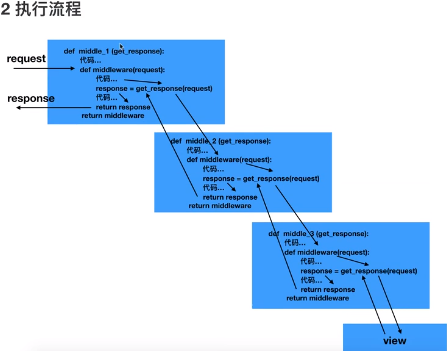 2 执行流程
request
response
def middle_1 (get_response):
代码...
def middleware(request):
代码...
response = get_response(request)
代码...
return response
return middleware
def middle_2 (get_response):
代码...
def middleware(request):
代码...
response = get_response(request)
代码...
return response
return middleware
def middle_3 (get_response):
代码...
def middleware(request):
代码...
response = get_response(request)
代码...
return response
return middleware
view